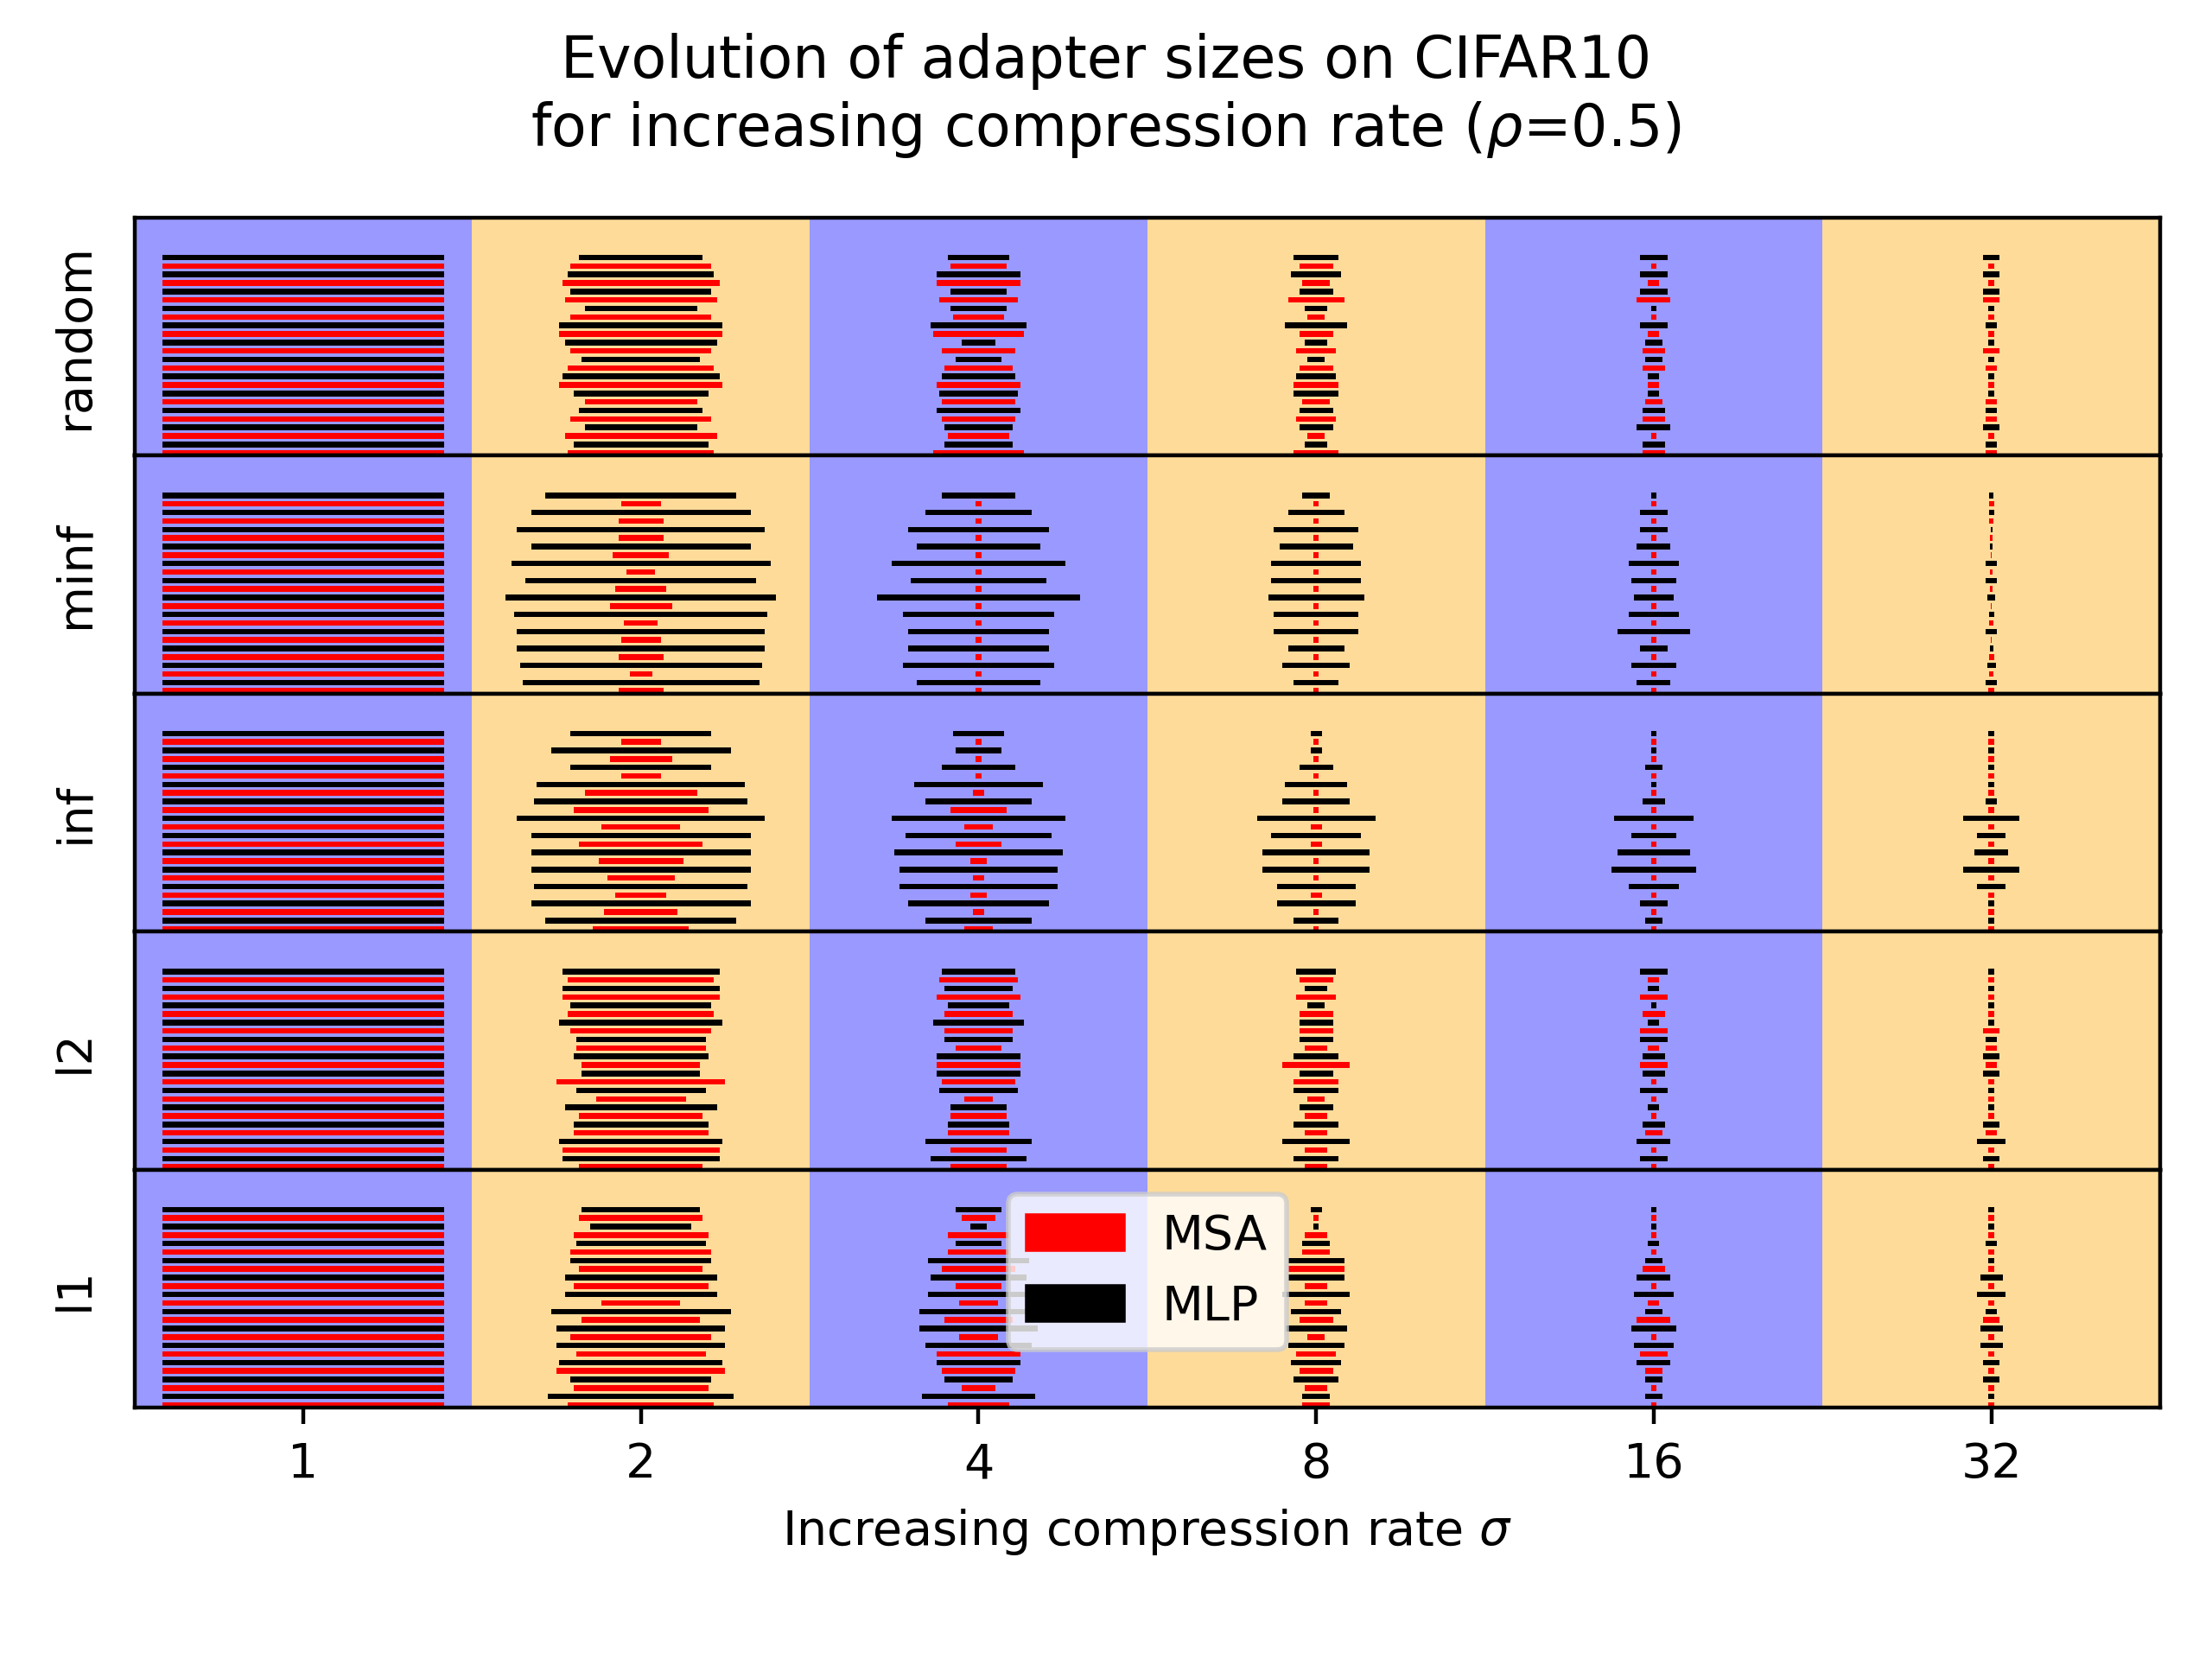 Evolution of adapter sizes on CIFAR10
for increasing compression rate (ρ=0.5)
random
minf
inf
l2
l1
MSA
MLP
1 2 4 8 16 32
Increasing compression rate σ